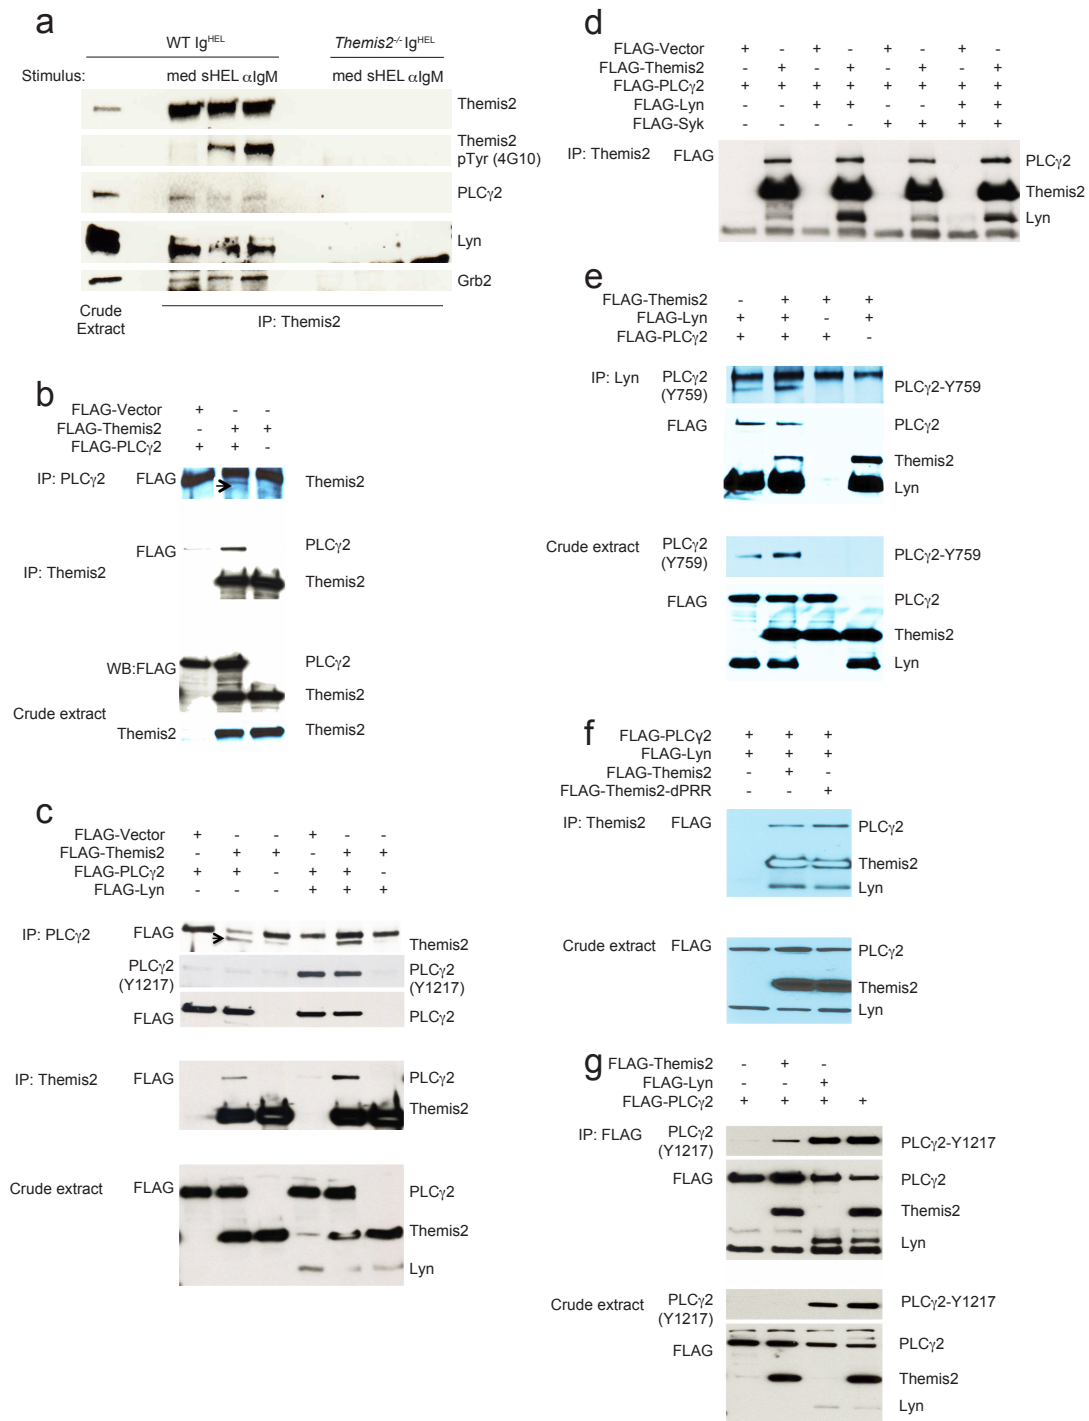 a
WT IgHEL Themis2-/- IgHEL
Stimulus: med sHEL αIgM med sHEL αIgM
Themis2
Themis2
pTyr (4G10)
PLCγ2
Lyn
Grb2
Crude
Extract
IP: Themis2
b
FLAG-Vector + - -
FLAG-Themis2 - + +
FLAG-PLCγ2 + + -
IP: PLCγ2 FLAG Themis2
IP: Themis2 FLAG PLCγ2
Themis2
WB:FLAG PLCγ2
Themis2
Crude extract
Themis2 Themis2
c
FLAG-Vector + - - + - -
FLAG-Themis2 - + + - + +
FLAG-PLCγ2 + + - + + -
FLAG-Lyn - - - + + +
IP: PLCγ2 FLAG Themis2
PLCγ2
(Y1217)
PLCγ2
(Y1217)
FLAG PLCγ2
IP: Themis2 FLAG PLCγ2
Themis2
Crude extract FLAG PLCγ2
Themis2
Lyn
d
FLAG-Vector + - + - + - + -
FLAG-Themis2 - + - + - + - +
FLAG-PLCγ2 + + + + + + + +
FLAG-Lyn - - + + - - + +
FLAG-Syk - - - - + + + +
IP: Themis2 FLAG PLCγ2
Themis2
Lyn
e
FLAG-Themis2 - + + +
FLAG-Lyn + + - +
FLAG-PLCγ2 + + + -
IP: Lyn PLCγ2
(Y759)
PLCγ2-Y759
FLAG PLCγ2
Themis2
Lyn
Crude extract PLCγ2
(Y759)
PLCγ2-Y759
FLAG PLCγ2
Themis2
Lyn
f
FLAG-PLCγ2 + + +
FLAG-Lyn + + +
FLAG-Themis2 - + -
FLAG-Themis2-dPRR - - +
IP: Themis2 FLAG PLCγ2
Themis2
Lyn
Crude extract FLAG PLCγ2
Themis2
Lyn
g
FLAG-Themis2 - + -
FLAG-Lyn - - +
FLAG-PLCγ2 + + + +
IP: FLAG PLCγ2
(Y1217)
PLCγ2-Y1217
FLAG PLCγ2
Themis2
Lyn
Crude extract PLCγ2
(Y1217)
PLCγ2-Y1217
FLAG PLCγ2
Themis2
Lyn